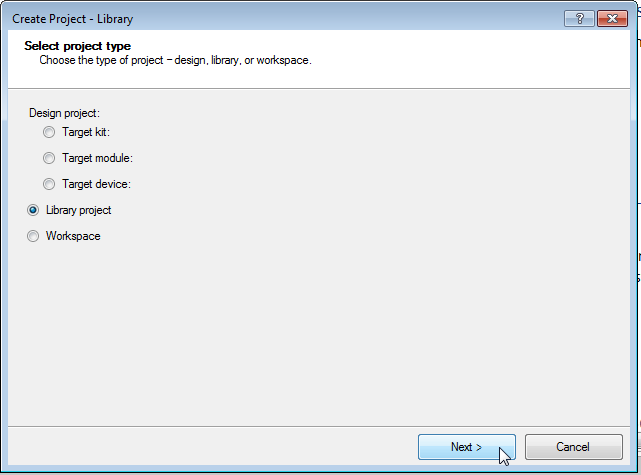 Create Project - Library
?
Select project type
Choose the type of project – design, library, or workspace.
Design project:
Target kit:
Target module:
Target device:
Library project
Workspace
Next >
Cancel